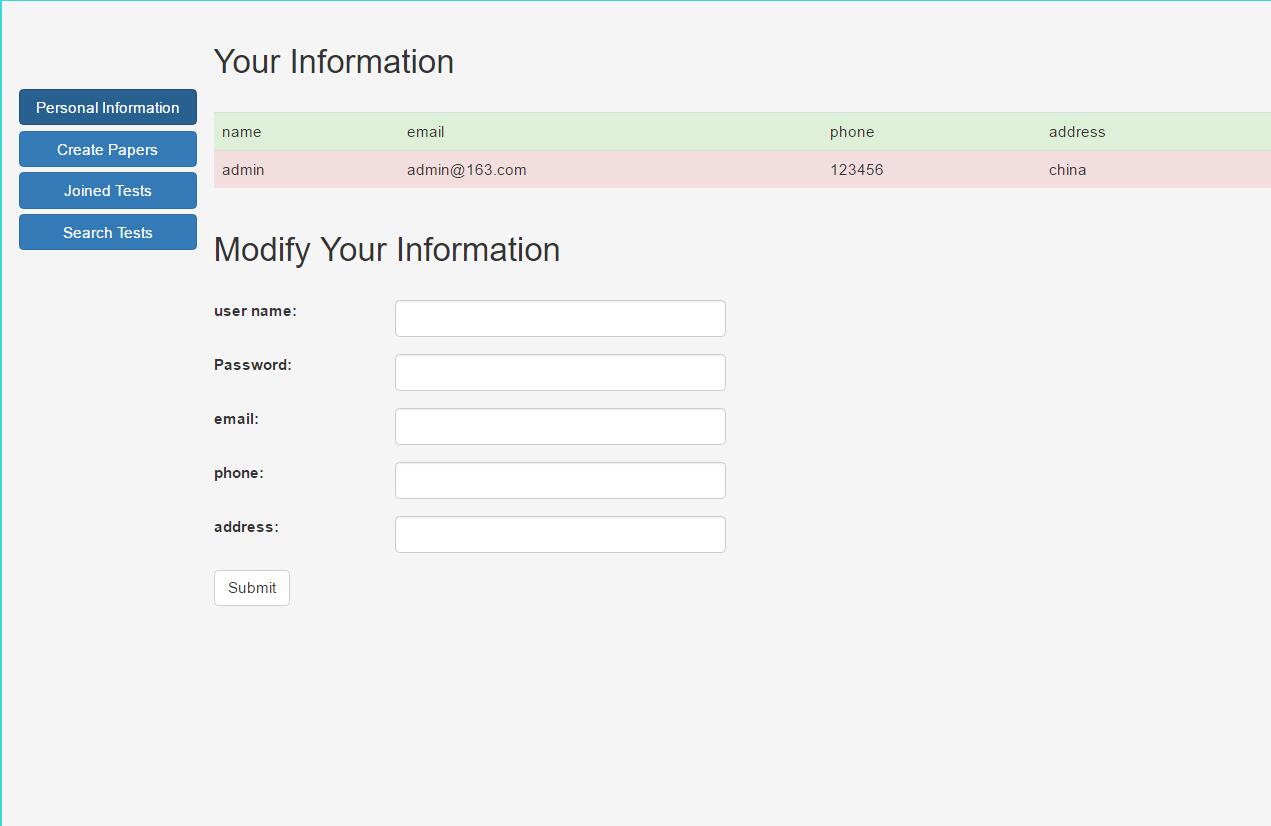 Your Information
Personal Information
Create Papers
Joined Tests
Search Tests
name email phone address
admin admin@163.com 123456 china
Modify Your Information
user name:
Password:
email:
phone:
address:
Submit